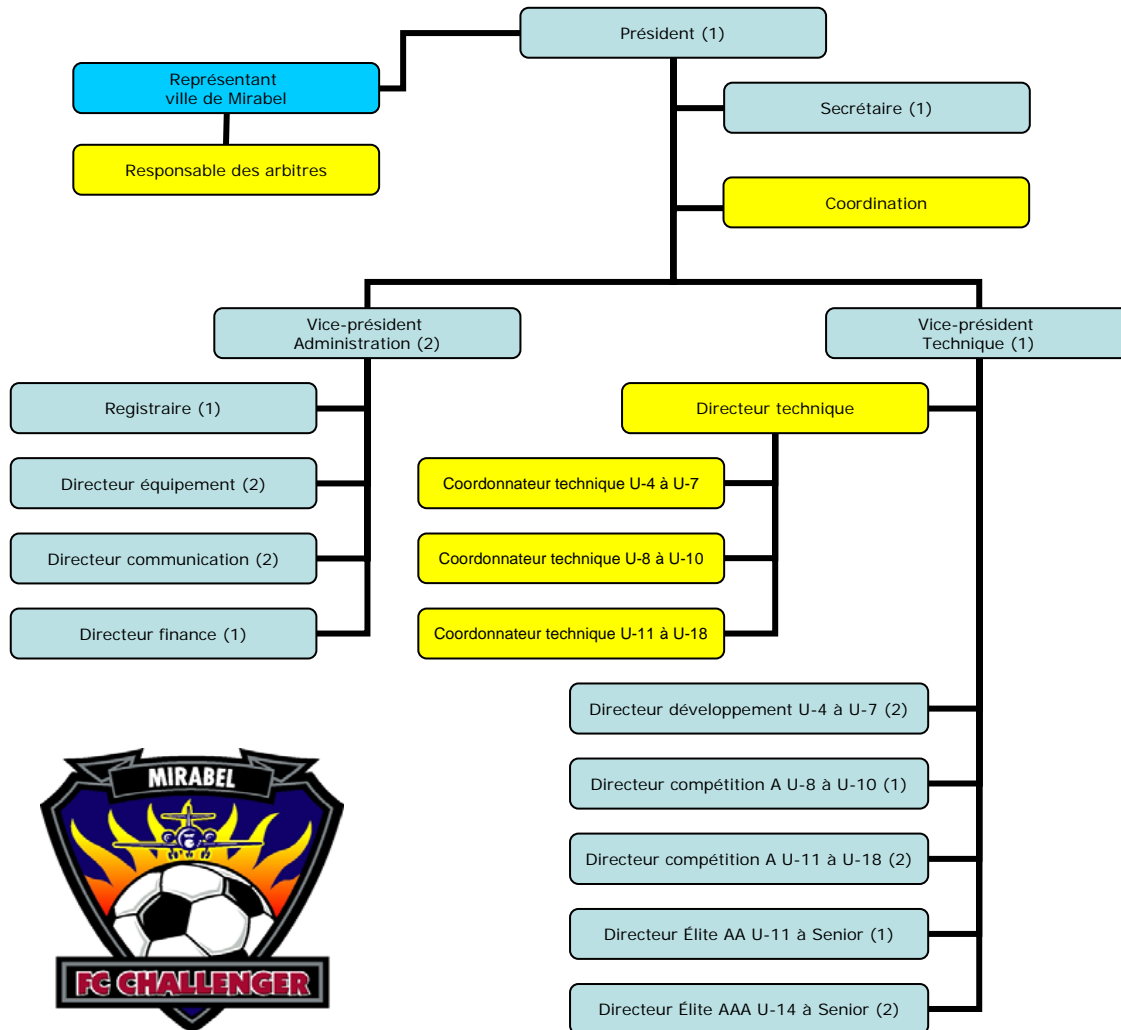 Président (1)
Représentant
ville de Mirabel
Secrétaire (1)
Responsable des arbitres
Coordination
Vice-président
Administration (2)
Vice-président
Technique (1)
Registraire (1)
Directeur technique
Directeur équipement (2)
Coordonnateur technique U-4 à U-7
Directeur communication (2)
Coordonnateur technique U-8 à U-10
Directeur finance (1)
Coordonnateur technique U-11 à U-18
Directeur développement U-4 à U-7 (2)
Directeur compétition A U-8 à U-10 (1)
Directeur compétition A U-11 à U-18 (2)
Directeur Élite AA U-11 à Senior (1)
Directeur Élite AAA U-14 à Senior (2)
MIRABEL
FC CHALLENGER